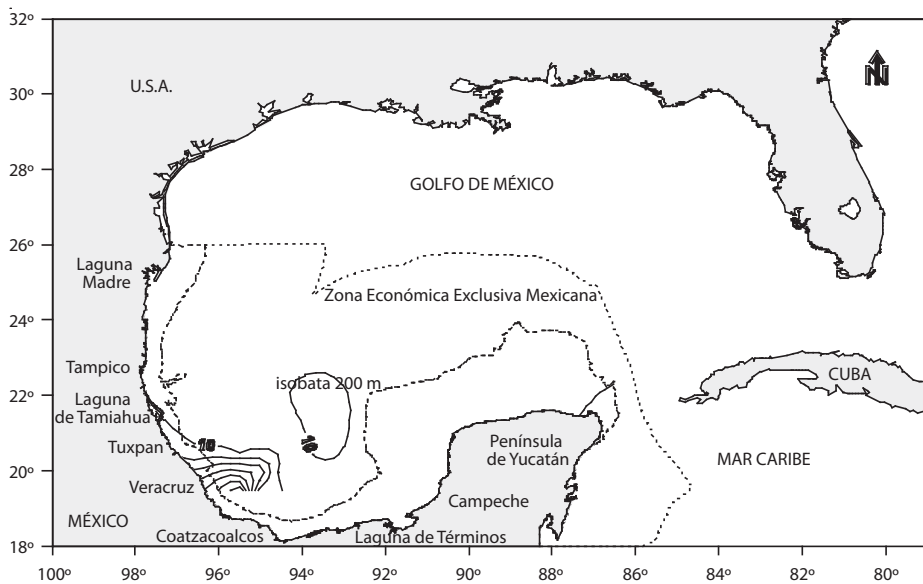 32º
30º
28º
26º
24º
22º
20º
18º
U.S.A.
N
GOLFO DE MÉXICO
Laguna
Madre
Zona Económica Exclusiva Mexicana
Tampico
isobata 200 m
CUBA
Laguna
de Tamiahua
10
10
Tuxpan
Península
de Yucatán
MAR CARIBE
Veracruz
Campeche
MÉXICO
Coatzacoalcos
Laguna de Términos
100º 98º 96º 94º 92º 90º 88º 86º 84º 82º 80º